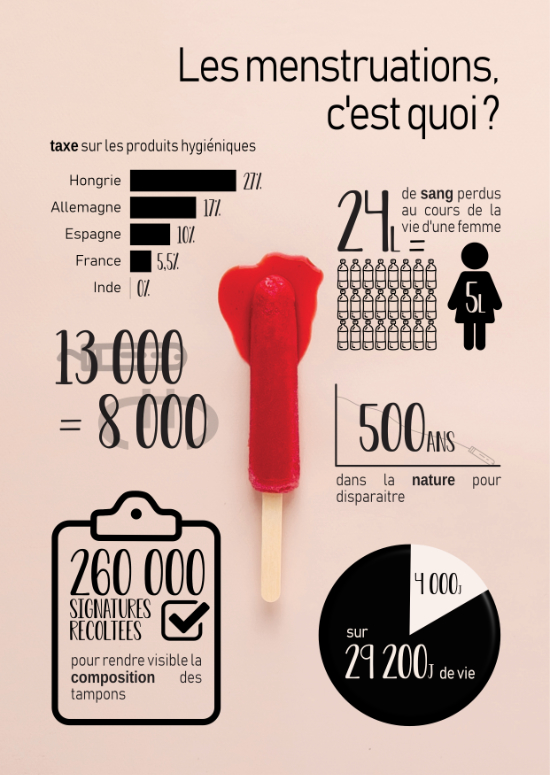 Les menstruations,
c'est quoi ?
taxe sur les produits hygiéniques
Hongrie 27%
Allemagne 17%
Espagne 10%
France 5,5%
Inde 0%
24L =
de sang perdus
au cours de la
vie d'une femme
5L
13 000
= 8 000
500 ANS
dans la nature pour
disparaitre
260 000
SIGNATURES
RECOLTEES
pour rendre visible la
composition des
tampons
4 000J
sur
29 200J de vie